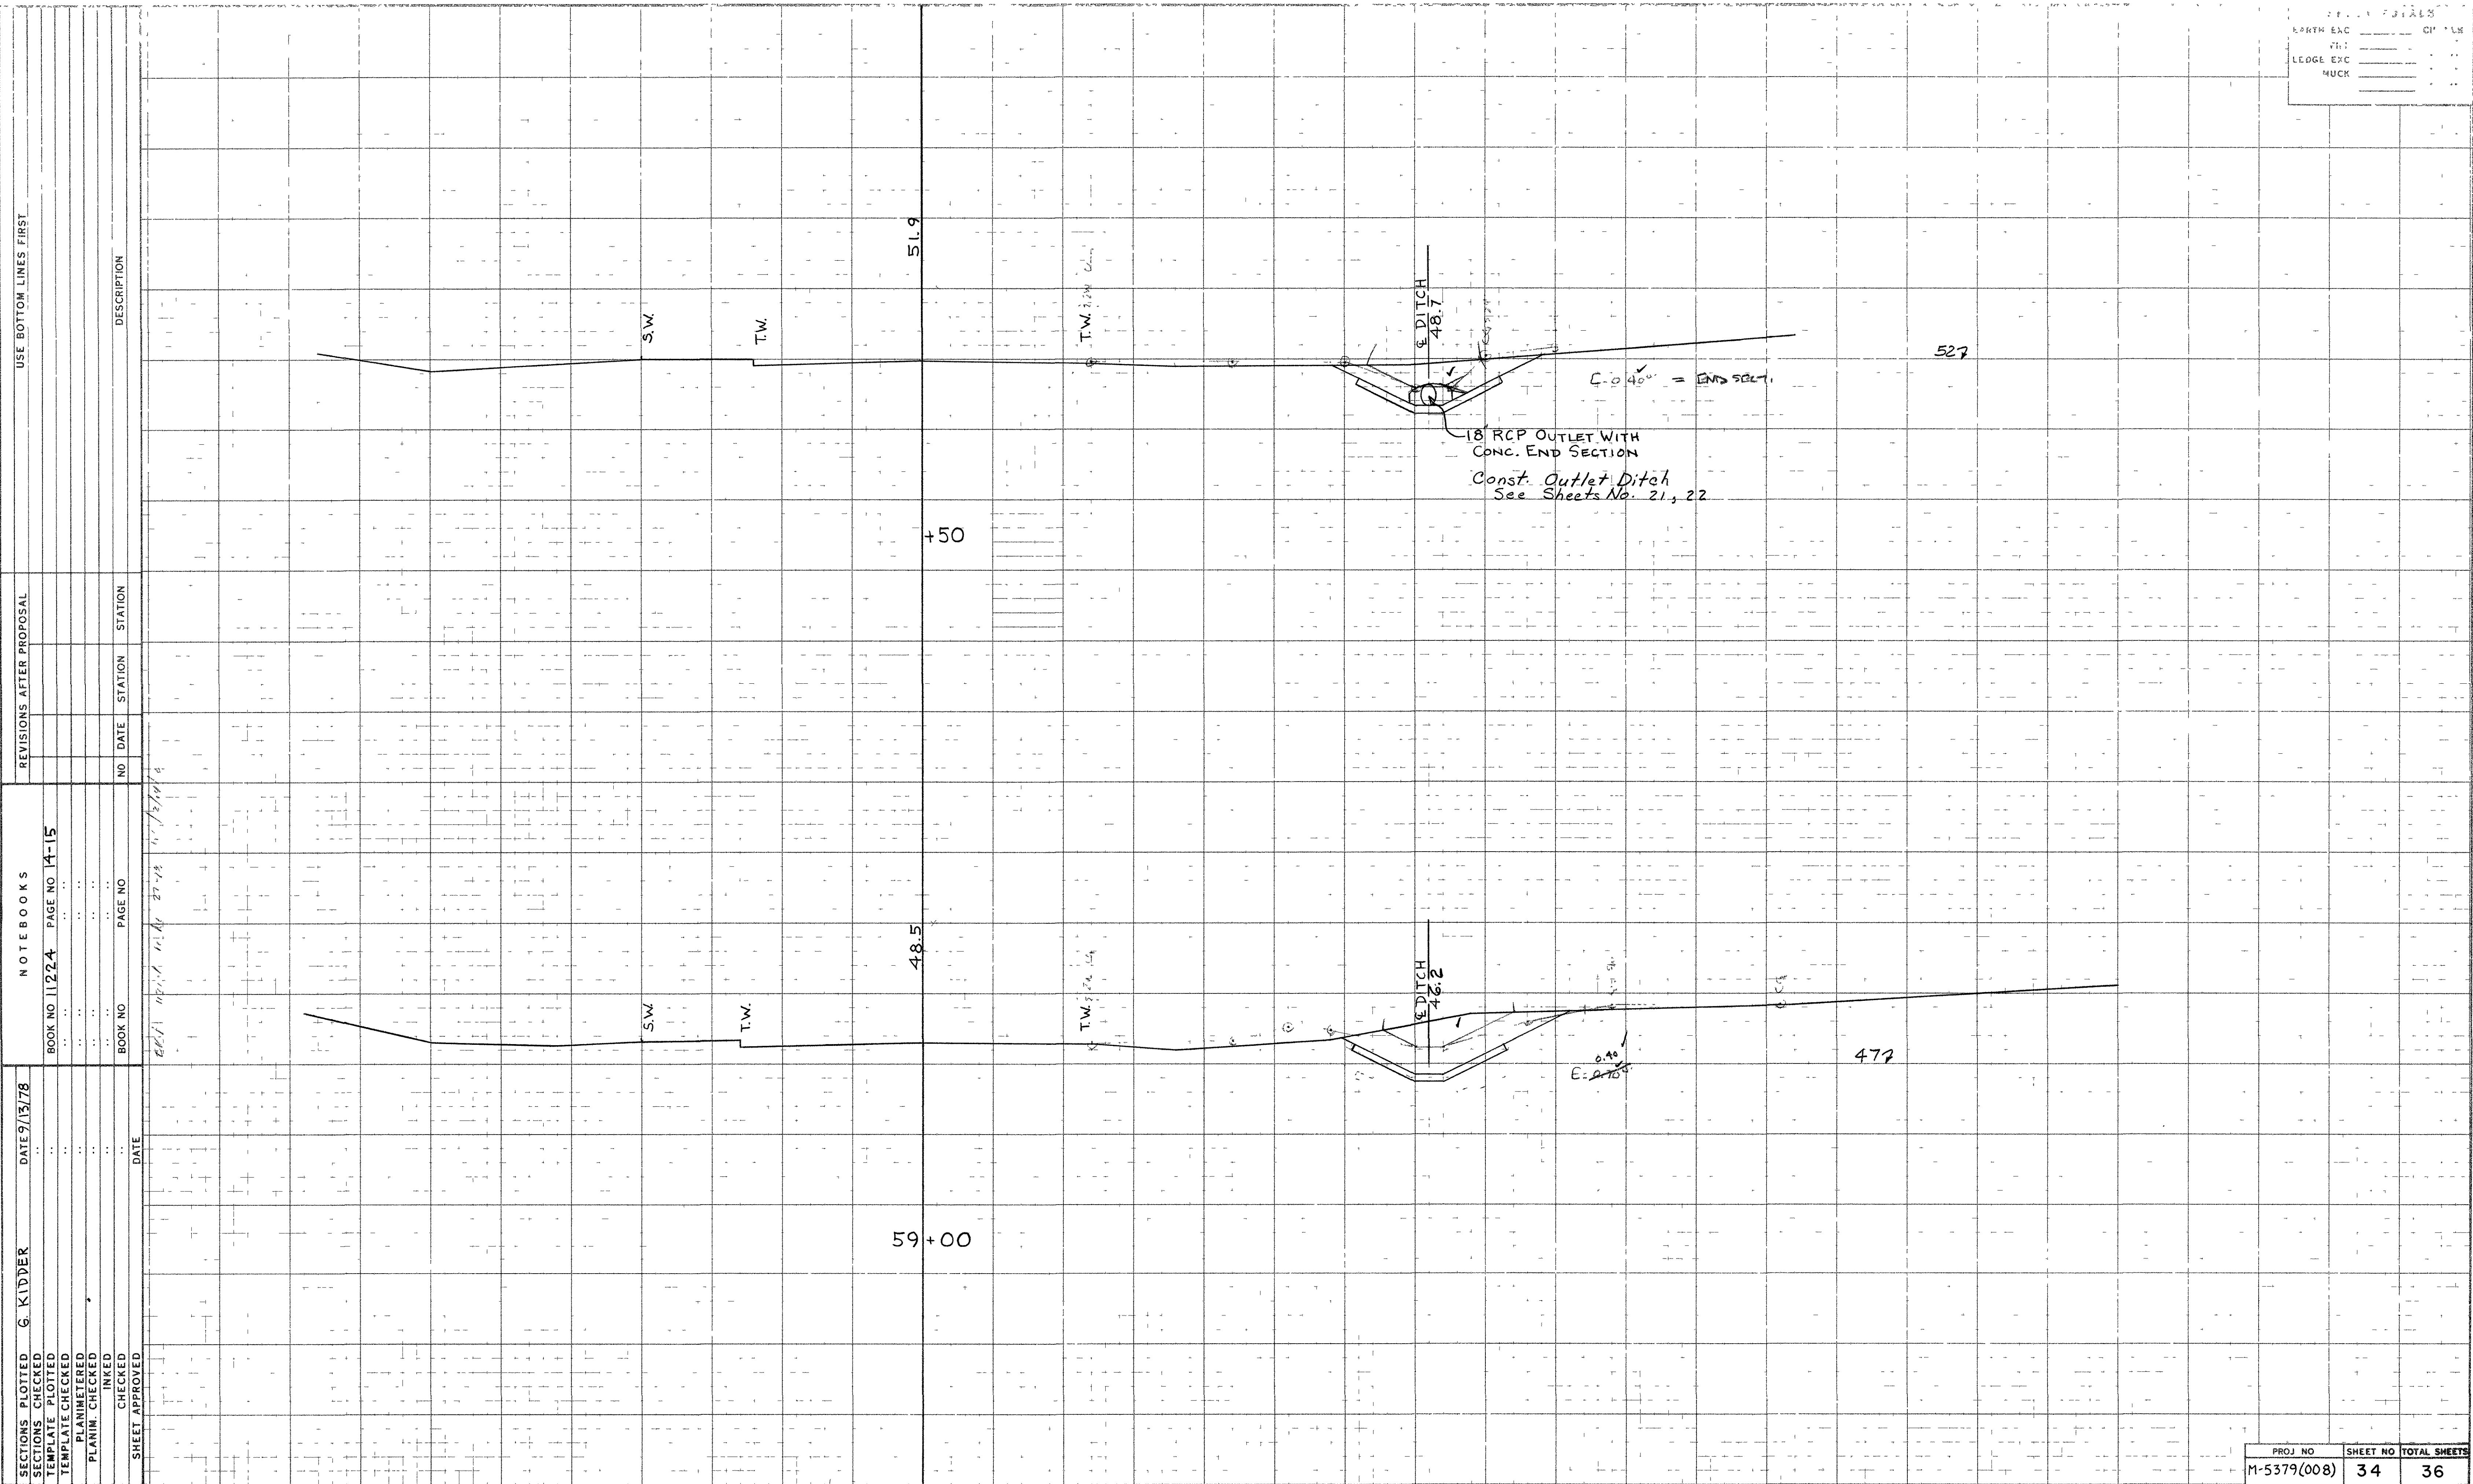 EARTH EXC
LEDGE EXC
MUCK
USE BOTTOM LINES FIRST
DESCRIPTION
REVISIONS AFTER PROPOSAL
NO DATE STATION STATION
NOTEBOOKS
BOOK NO 11224 PAGE NO 14-15
BOOK NO PAGE NO
SECTIONS PLOTTED G. KIDDER DATE 9/13/78
SECTIONS CHECKED
TEMPLATE PLOTTED
TEMPLATE CHECKED
PLANIMETERED
PLANIM. CHECKED
INKED
CHECKED
SHEET APPROVED DATE
51.9
S.W.
T.W.
T.W.
℄ DITCH
48.7
527
= END SECT.
18" RCP OUTLET WITH
CONC. END SECTION
Const. Outlet Ditch
See Sheets No. 21, 22
+50
48.5
S.W.
T.W.
T.W.
℄ DITCH
46.2
477
0.40
59+00
PROJ NO SHEET NO TOTAL SHEETS
M-5379(008) 34 36